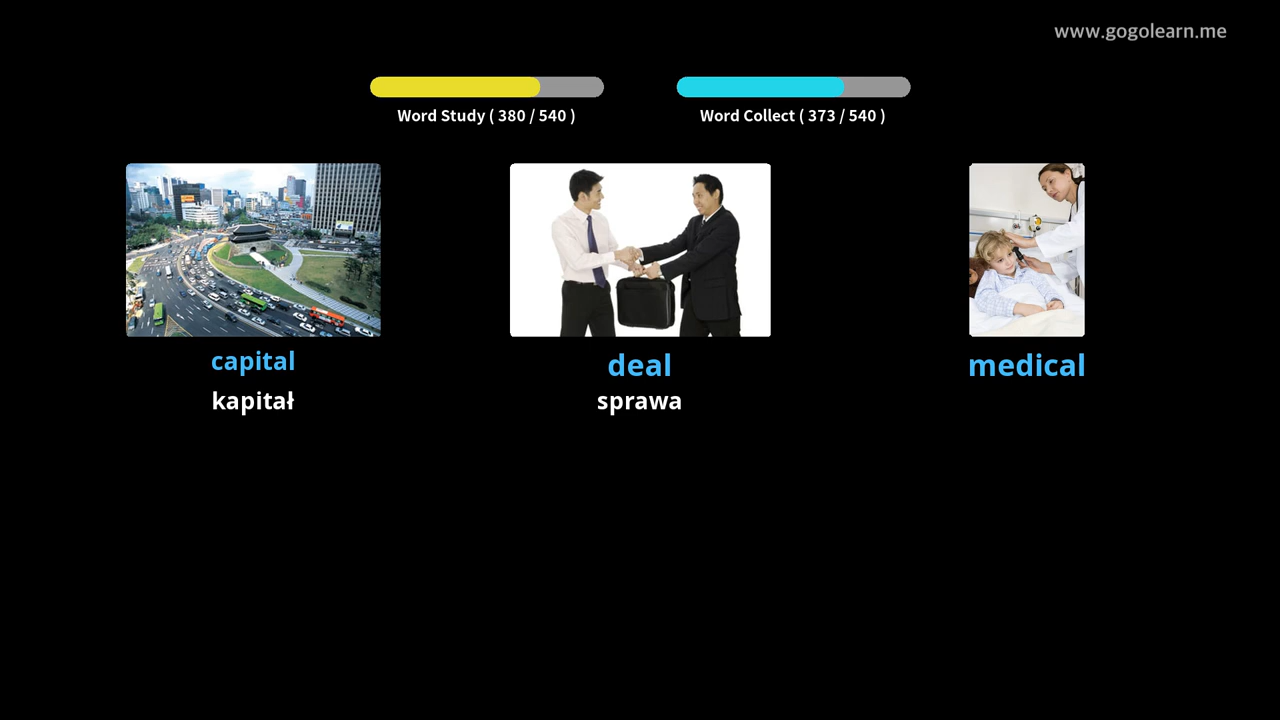 www.gogolearn.me
Word Study ( 380 / 540 )
Word Collect ( 373 / 540 )
capital
deal
medical
kapitał
sprawa